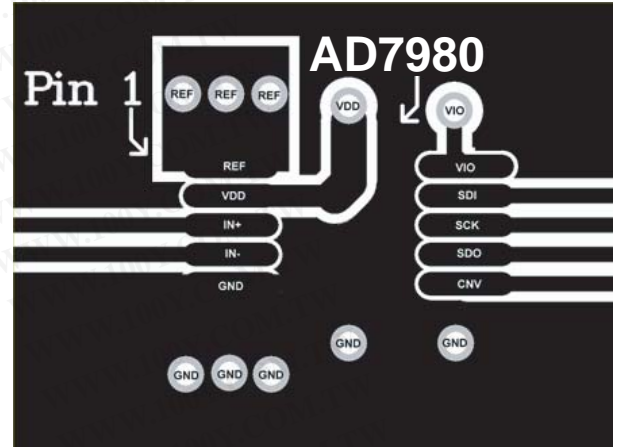 AD7980
Pin 1
REF REF REF
VDD
VIO
REF
VDD
IN+
IN-
GND
VIO
SDI
SCK
SDO
CNV
GND
GND
GND GND GND